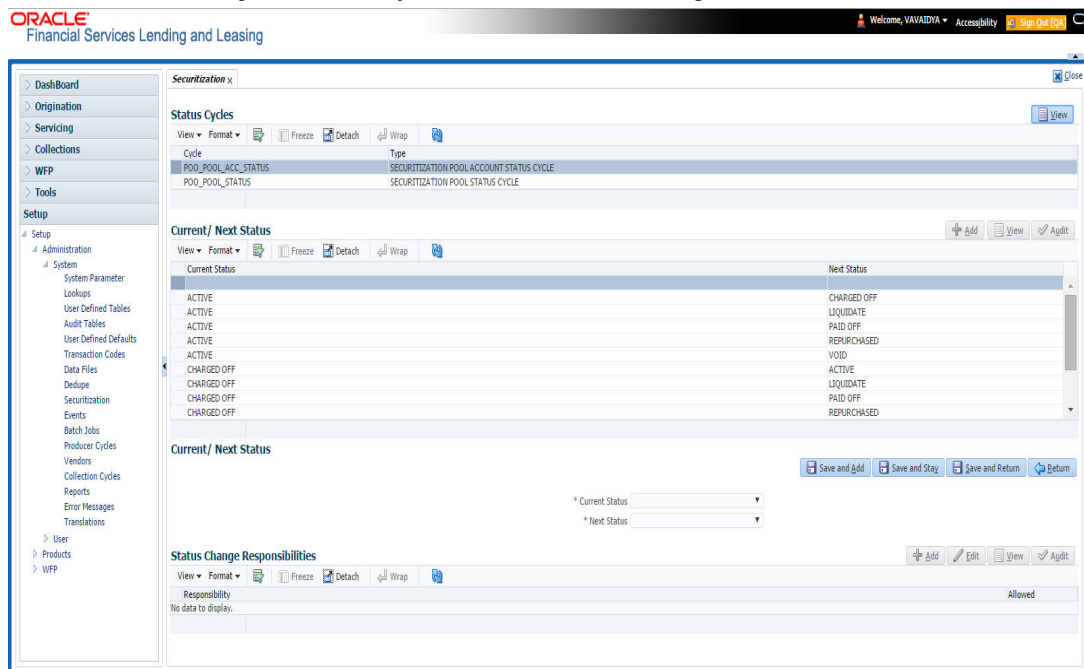 ORACLE
Financial Services Lending and Leasing
Welcome, VAVAIDYA Accessibility Sign Out [QA]
DashBoard
Origination
Servicing
Collections
WFP
Tools
Setup
Setup
Administration
System
System Parameter
Lookups
User Defined Tables
Audit Tables
User Defined Defaults
Transaction Codes
Data Files
Dedupe
Securitization
Events
Batch Jobs
Producer Cycles
Vendors
Collection Cycles
Reports
Error Messages
Translations
User
Products
WFP
Securitization x Close
Status Cycles View
View Format Freeze Detach Wrap
Cycle Type
POO_POOL_ACC_STATUS SECURITIZATION POOL ACCOUNT STATUS CYCLE
POO_POOL_STATUS SECURITIZATION POOL STATUS CYCLE
Current/ Next Status Add View Audit
View Format Freeze Detach Wrap
Current Status Next Status
ACTIVE CHARGED OFF
ACTIVE LIQUIDATE
ACTIVE PAID OFF
ACTIVE REPURCHASED
ACTIVE VOID
CHARGED OFF ACTIVE
CHARGED OFF LIQUIDATE
CHARGED OFF PAID OFF
CHARGED OFF REPURCHASED
Current/ Next Status
Save and Add Save and Stay Save and Return Return
* Current Status
* Next Status
Status Change Responsibilities Add Edit View Audit
View Format Freeze Detach Wrap
Responsibility Allowed
No data to display.